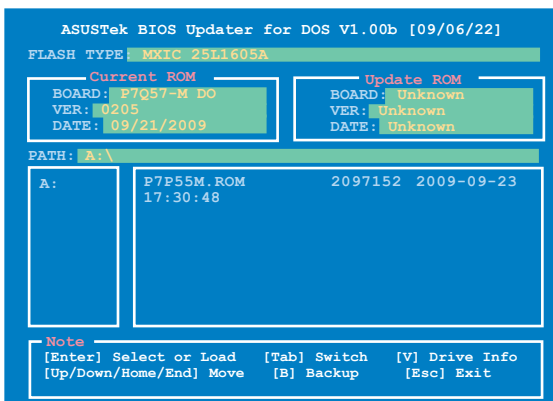 ASUSTek BIOS Updater for DOS V1.00b [09/06/22]
FLASH TYPE: MXIC 25L1605A
Current ROM
BOARD: P7Q57-M DO
VER: 0205
DATE: 09/21/2009
Update ROM
BOARD: Unknown
VER: Unknown
DATE: Unknown
PATH: A:\
A:
P7P55M.ROM 2097152 2009-09-23
17:30:48
Note
[Enter] Select or Load [Tab] Switch [V] Drive Info
[Up/Down/Home/End] Move [B] Backup [Esc] Exit